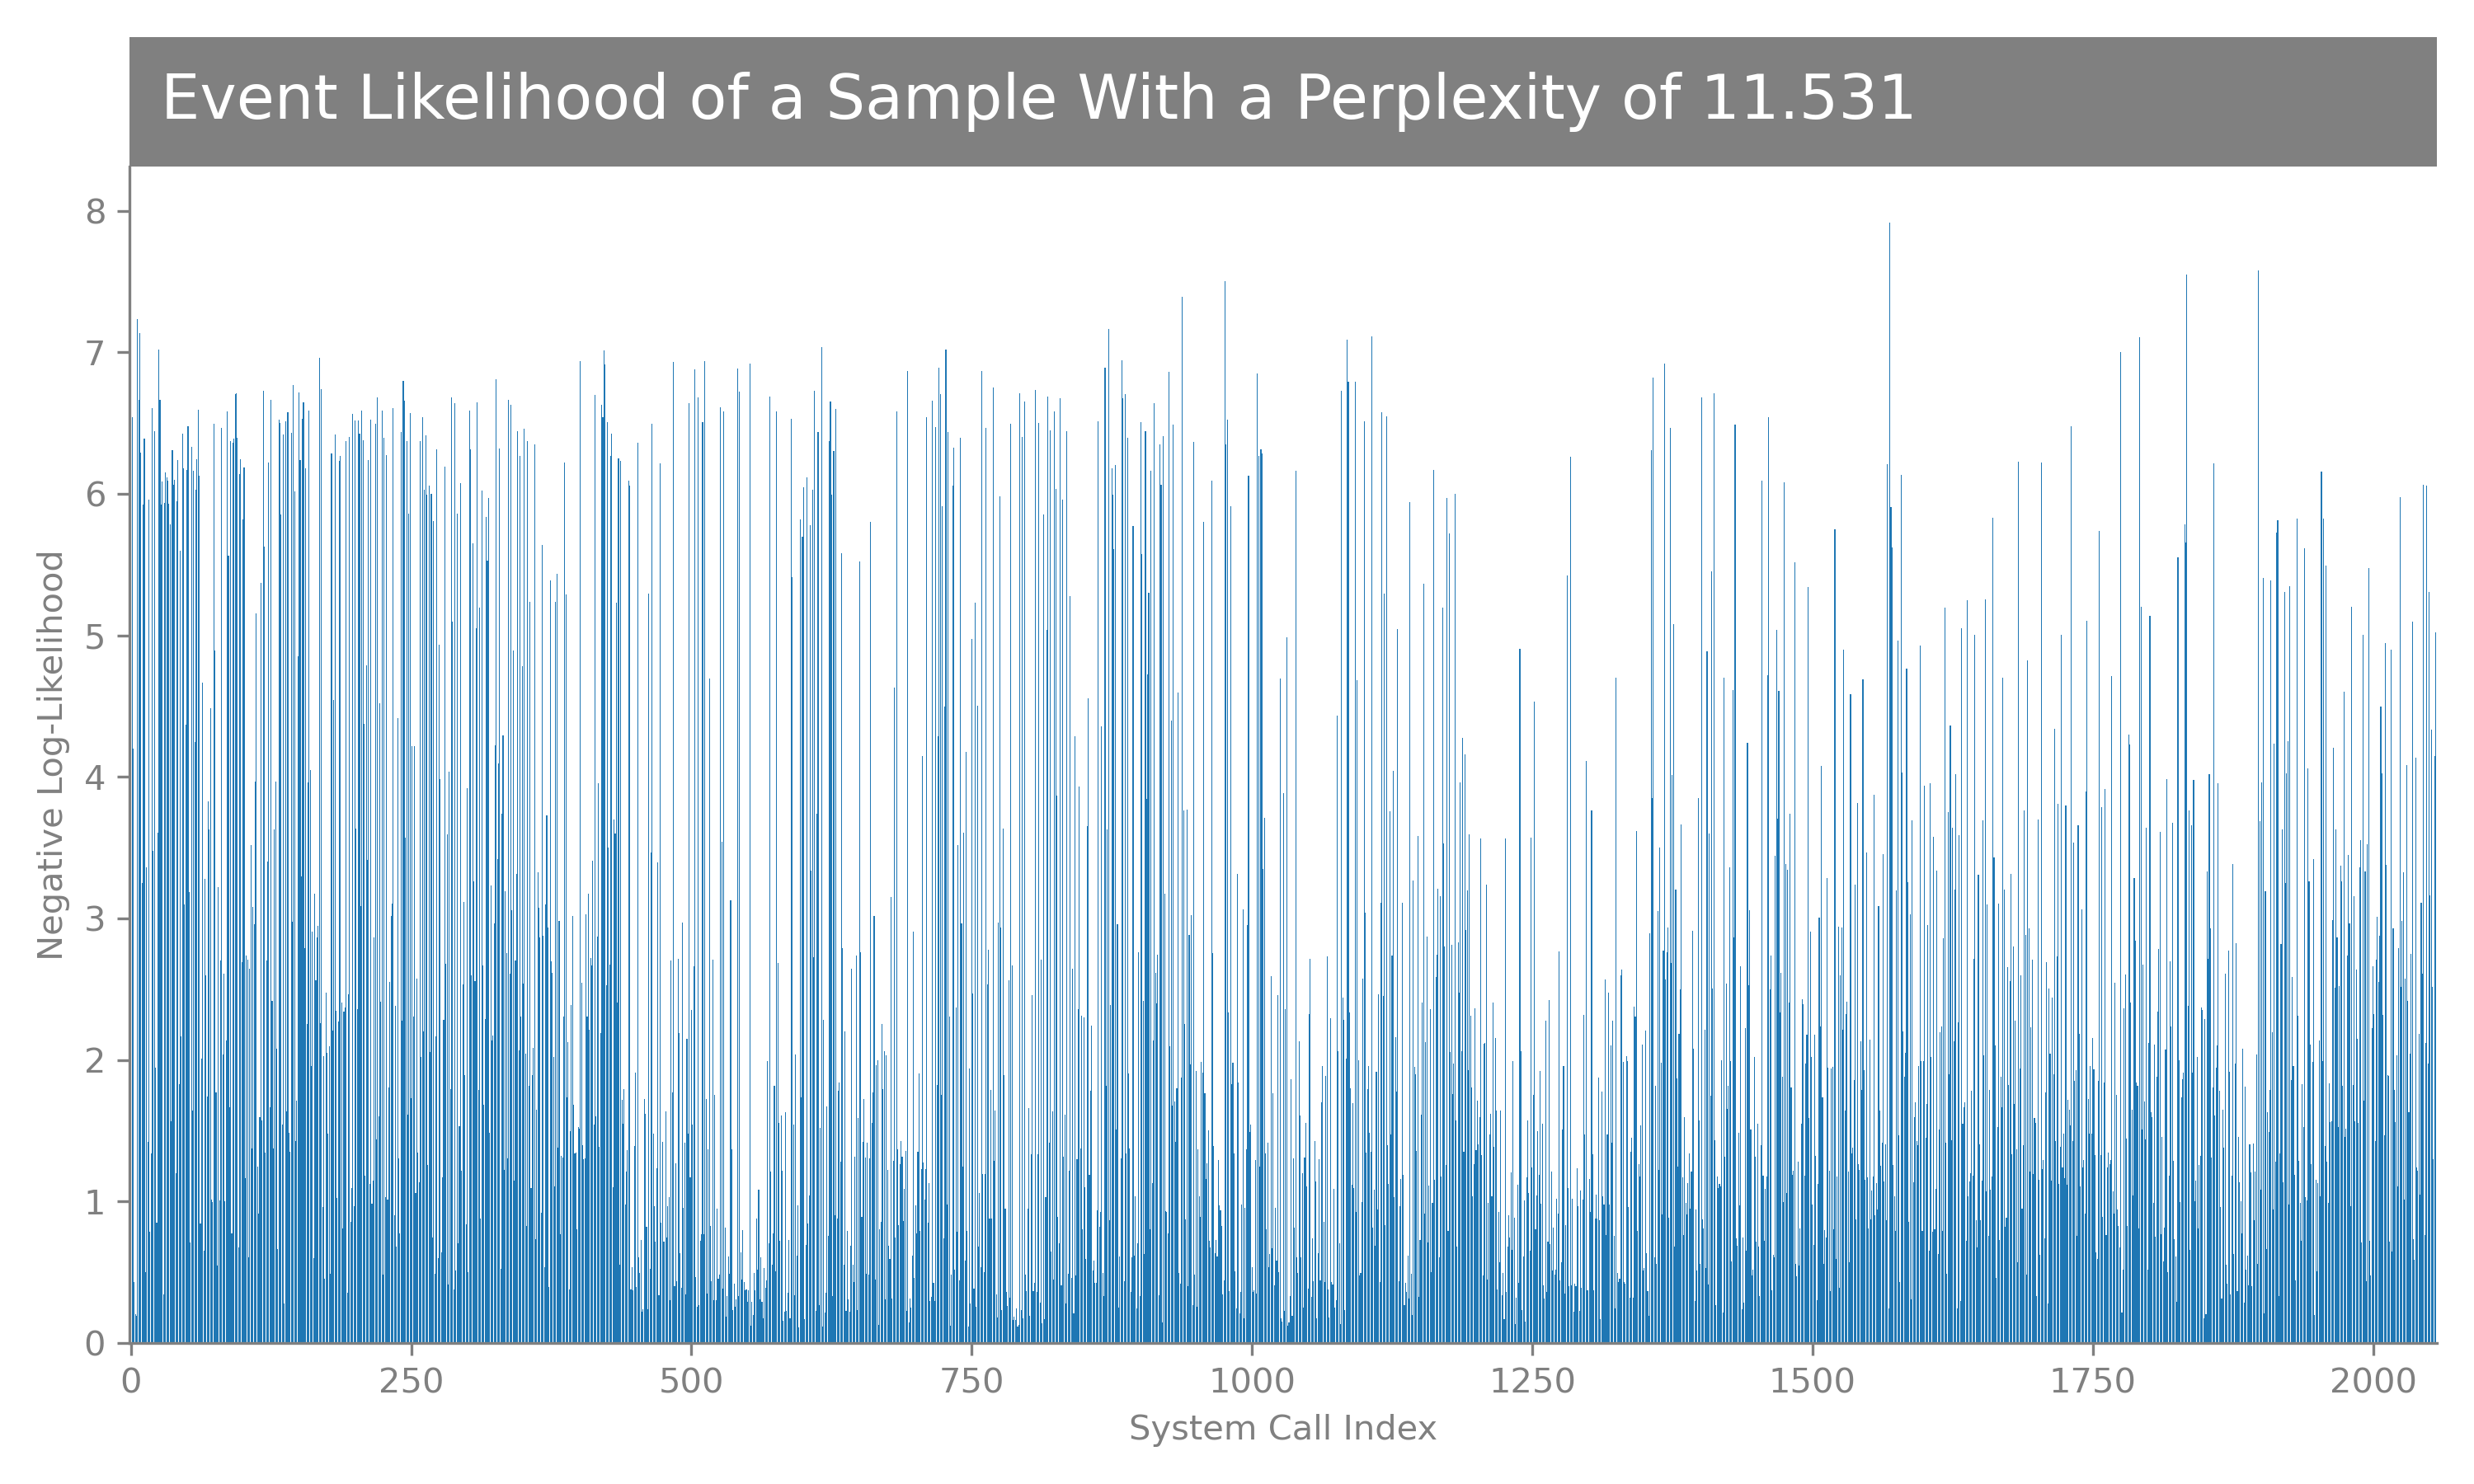 Event Likelihood of a Sample With a Perplexity of 11.531
8
7
6
5
4
3
2
1
0
Negative Log-Likelihood
0 250 500 750 1000 1250 1500 1750 2000
System Call Index